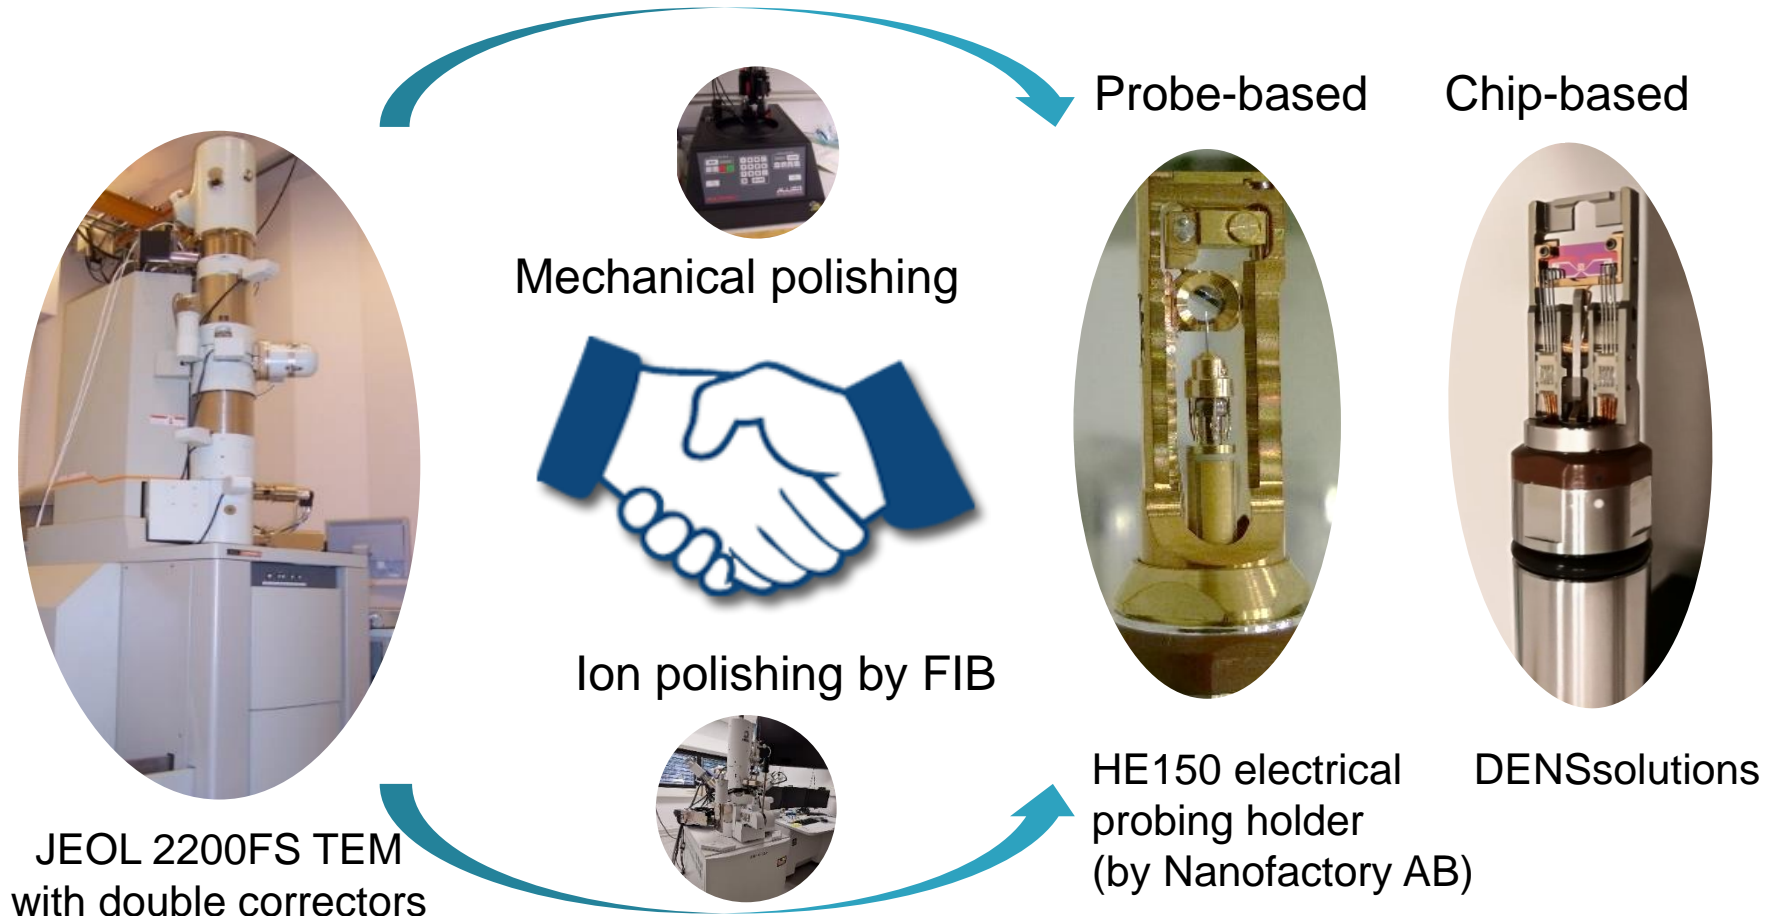 Probe-based
Chip-based
Mechanical polishing
Ion polishing by FIB
HE150 electrical
probing holder
(by Nanofactory AB)
DENSsolutions
JEOL 2200FS TEM
with double correctors